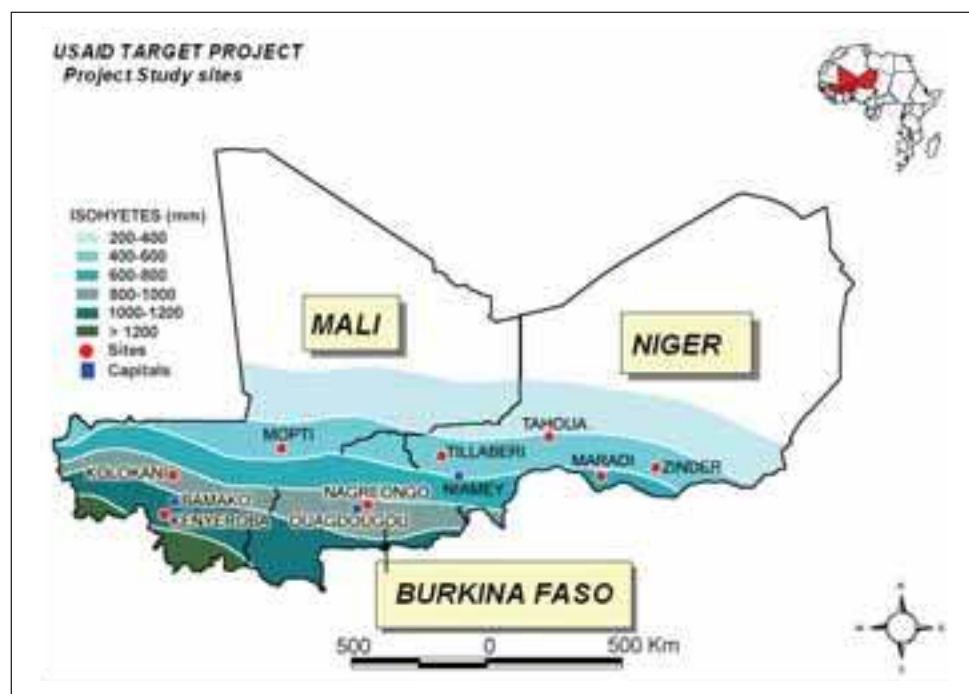 USAID TARGET PROJECT
Project Study sites
ISOHYETES (mm)
200-400
400-600
600-800
800-1000
1000-1200
> 1200
Sites
Capitals
MALI
NIGER
MOPTI
TAHOUA
TILLABERI
MARADI
ZINDER
KOLOKANI
NIAMEY
BAMAKO
NAGREONGO
OUAGDOUGOU
KENYEROBA
BURKINA FASO
500 0 500 Km